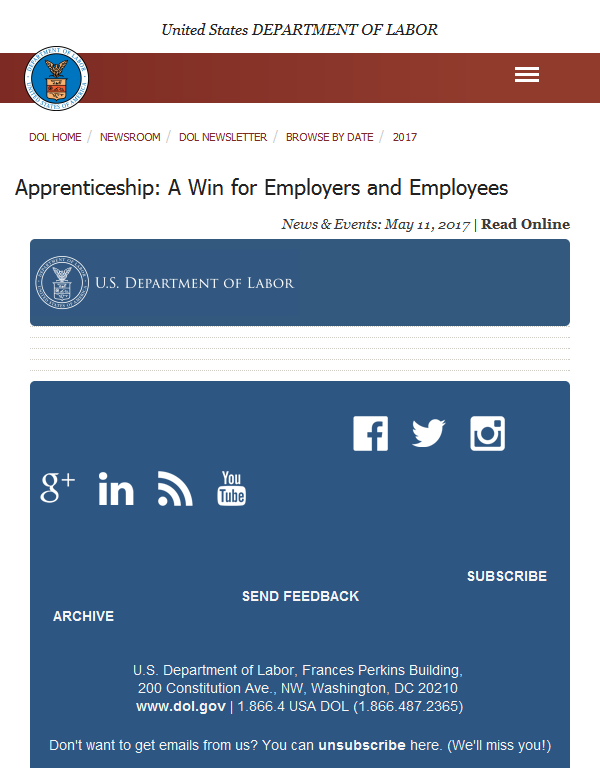 United States DEPARTMENT OF LABOR
DOL HOME / NEWSROOM / DOL NEWSLETTER / BROWSE BY DATE / 2017
Apprenticeship: A Win for Employers and Employees
News & Events: May 11, 2017 | Read Online
U.S. DEPARTMENT OF LABOR
g+ in You Tube
SUBSCRIBE
SEND FEEDBACK
ARCHIVE
U.S. Department of Labor, Frances Perkins Building,
200 Constitution Ave., NW, Washington, DC 20210
www.dol.gov | 1.866.4 USA DOL (1.866.487.2365)
Don't want to get emails from us? You can unsubscribe here. (We'll miss you!)